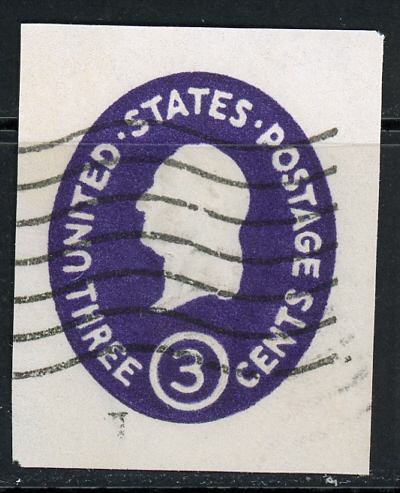 UNITED · STATES · POSTAGE
THREE 3 CENTS